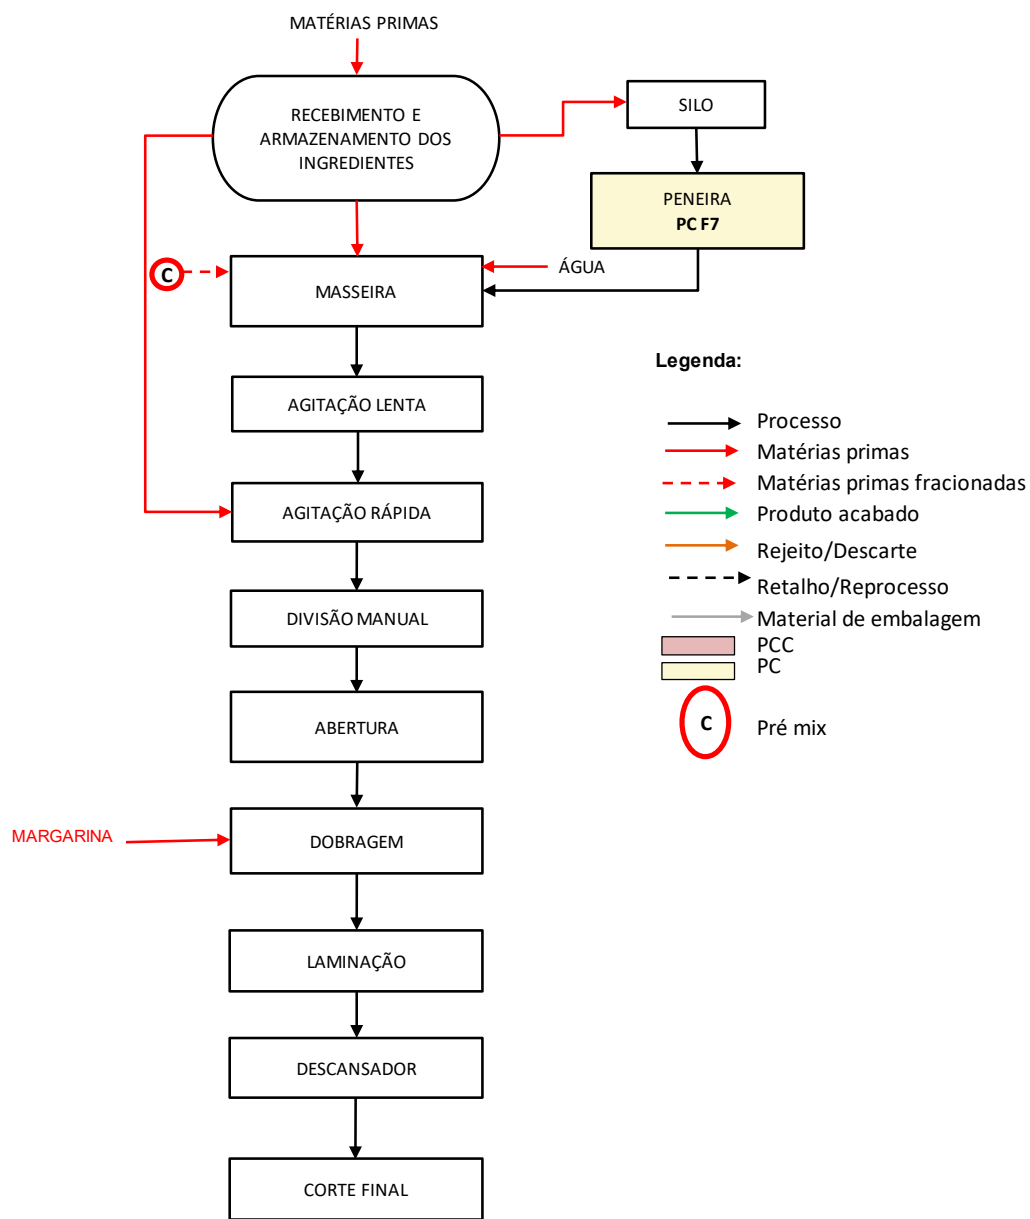 MATÉRIAS PRIMAS
RECEBIMENTO E
ARMAZENAMENTO DOS
INGREDIENTES
SILO
PENEIRA
PC F7
C
MASSEIRA
ÁGUA
AGITAÇÃO LENTA
AGITAÇÃO RÁPIDA
DIVISÃO MANUAL
ABERTURA
MARGARINA
DOBRAGEM
LAMINAÇÃO
DESCANSADOR
CORTE FINAL
Legenda:
Processo
Matérias primas
Matérias primas fracionadas
Produto acabado
Rejeito/Descarte
Retalho/Reprocesso
Material de embalagem
PCC
PC
C
Pré mix